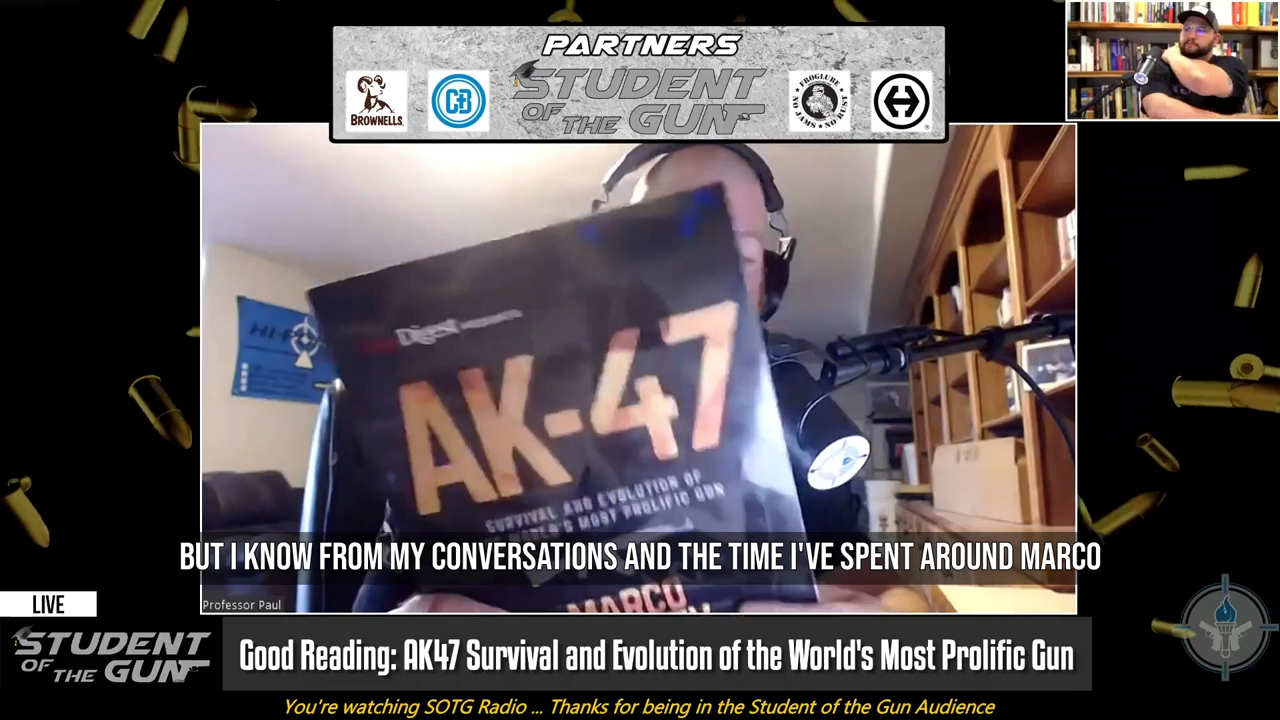 PARTNERS
STUDENT
OF THE GUN
BROWNELLS
CB
FROGLUBE
NO JAMS • NO RUST
Digest
AK-47
SURVIVAL AND EVOLUTION OF
WORLD'S MOST PROLIFIC GUN
MARCO
BUT I KNOW FROM MY CONVERSATIONS AND THE TIME I'VE SPENT AROUND MARCO
Professor Paul
LIVE
STUDENT
OF THE GUN
Good Reading: AK47 Survival and Evolution of the World's Most Prolific Gun
You're watching SOTG Radio ... Thanks for being in the Student of the Gun Audience